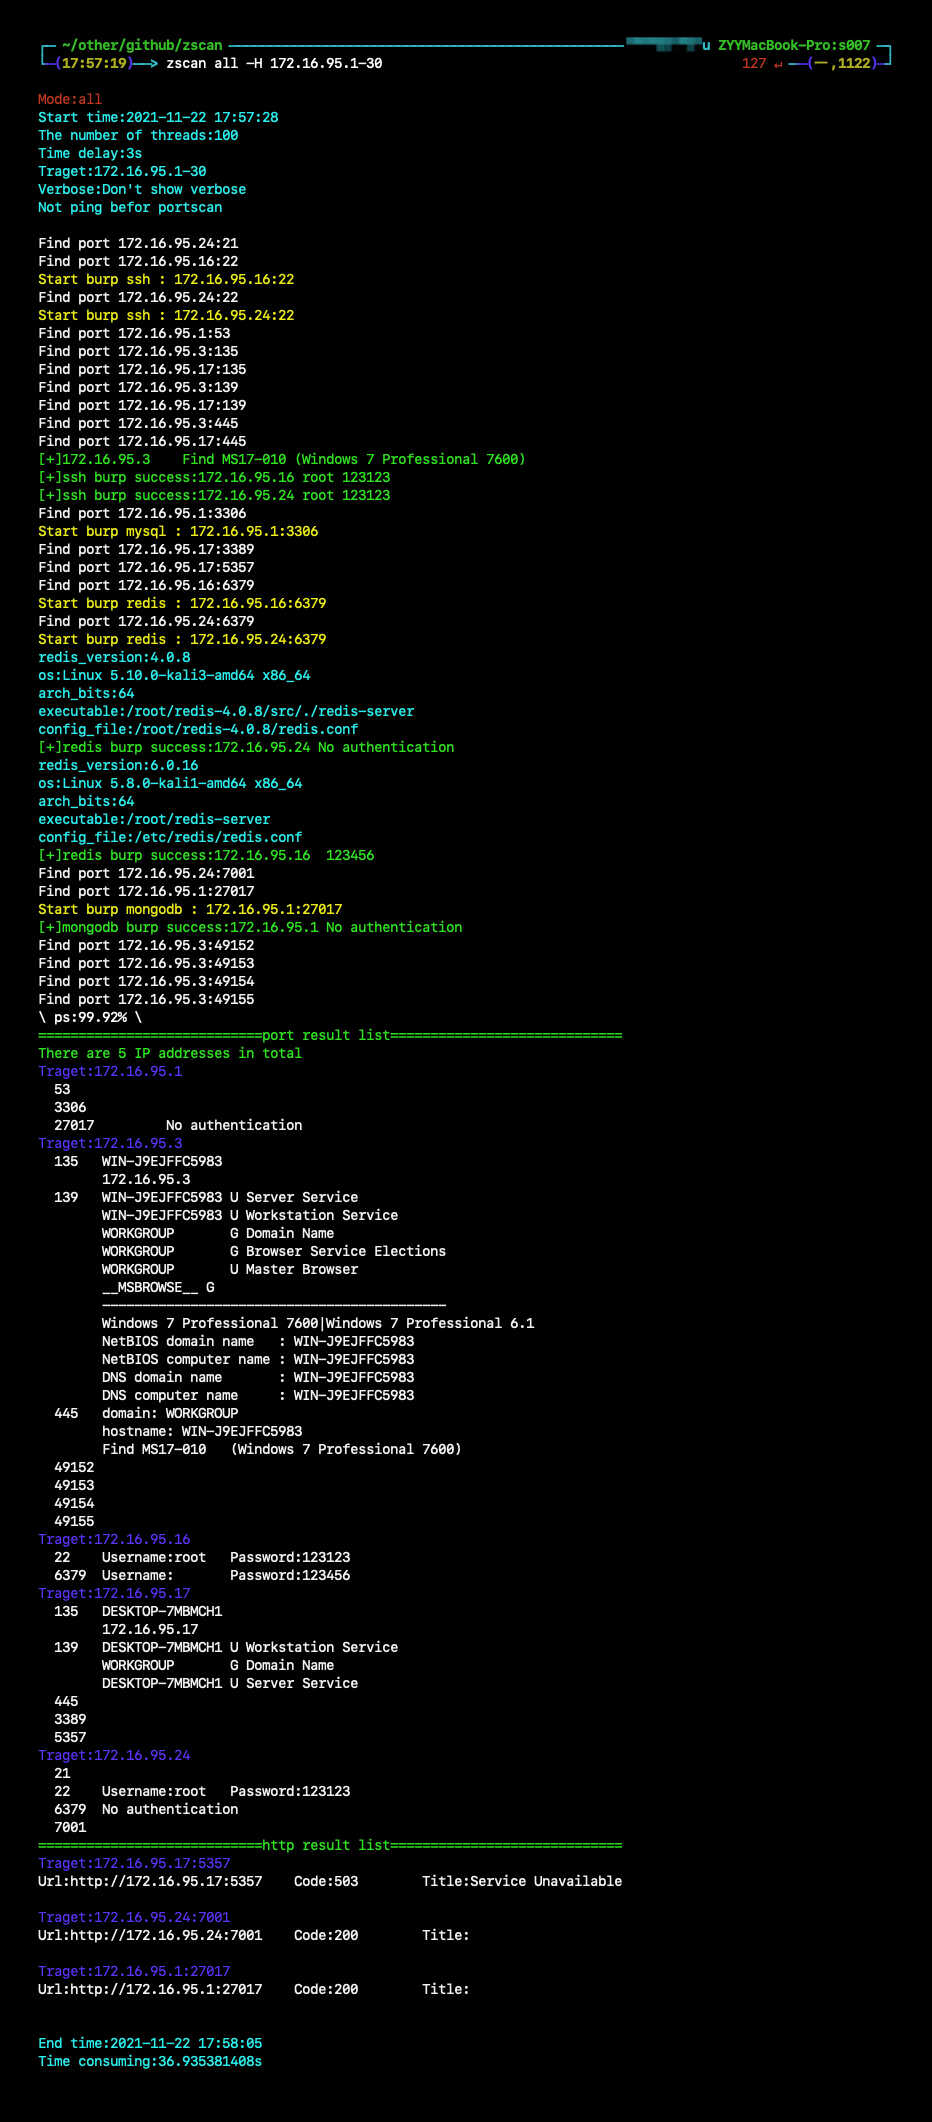 ~/other/github/zscan u ZYYMacBook-Pro:s007
(17:57:19)—> zscan all -H 172.16.95.1-30 127 ↵ (一,1122)
Mode:all
Start time:2021-11-22 17:57:28
The number of threads:100
Time delay:3s
Traget:172.16.95.1-30
Verbose:Don't show verbose
Not ping befor portscan
Find port 172.16.95.24:21
Find port 172.16.95.16:22
Start burp ssh : 172.16.95.16:22
Find port 172.16.95.24:22
Start burp ssh : 172.16.95.24:22
Find port 172.16.95.1:53
Find port 172.16.95.3:135
Find port 172.16.95.17:135
Find port 172.16.95.3:139
Find port 172.16.95.17:139
Find port 172.16.95.3:445
Find port 172.16.95.17:445
[+]172.16.95.3    Find MS17-010 (Windows 7 Professional 7600)
[+]ssh burp success:172.16.95.16 root 123123
[+]ssh burp success:172.16.95.24 root 123123
Find port 172.16.95.1:3306
Start burp mysql : 172.16.95.1:3306
Find port 172.16.95.17:3389
Find port 172.16.95.17:5357
Find port 172.16.95.16:6379
Start burp redis : 172.16.95.16:6379
Find port 172.16.95.24:6379
Start burp redis : 172.16.95.24:6379
redis_version:4.0.8
os:Linux 5.10.0-kali3-amd64 x86_64
arch_bits:64
executable:/root/redis-4.0.8/src/./redis-server
config_file:/root/redis-4.0.8/redis.conf
[+]redis burp success:172.16.95.24 No authentication
redis_version:6.0.16
os:Linux 5.8.0-kali1-amd64 x86_64
arch_bits:64
executable:/root/redis-server
config_file:/etc/redis/redis.conf
[+]redis burp success:172.16.95.16  123456
Find port 172.16.95.24:7001
Find port 172.16.95.1:27017
Start burp mongodb : 172.16.95.1:27017
[+]mongodb burp success:172.16.95.1 No authentication
Find port 172.16.95.3:49152
Find port 172.16.95.3:49153
Find port 172.16.95.3:49154
Find port 172.16.95.3:49155
\ ps:99.92% \
============================port result list=============================
There are 5 IP addresses in total
Traget:172.16.95.1
53
3306
27017         No authentication
Traget:172.16.95.3
135   WIN-J9EJFFC5983
172.16.95.3
139   WIN-J9EJFFC5983 U Server Service
WIN-J9EJFFC5983 U Workstation Service
WORKGROUP       G Domain Name
WORKGROUP       G Browser Service Elections
WORKGROUP       U Master Browser
__MSBROWSE__ G
-------------------------------------------
Windows 7 Professional 7600|Windows 7 Professional 6.1
NetBIOS domain name   : WIN-J9EJFFC5983
NetBIOS computer name : WIN-J9EJFFC5983
DNS domain name       : WIN-J9EJFFC5983
DNS computer name     : WIN-J9EJFFC5983
445   domain: WORKGROUP
hostname: WIN-J9EJFFC5983
Find MS17-010   (Windows 7 Professional 7600)
49152
49153
49154
49155
Traget:172.16.95.16
22    Username:root   Password:123123
6379  Username:       Password:123456
Traget:172.16.95.17
135   DESKTOP-7MBMCH1
172.16.95.17
139   DESKTOP-7MBMCH1 U Workstation Service
WORKGROUP       G Domain Name
DESKTOP-7MBMCH1 U Server Service
445
3389
5357
Traget:172.16.95.24
21
22    Username:root   Password:123123
6379  No authentication
7001
============================http result list=============================
Traget:172.16.95.17:5357
Url:http://172.16.95.17:5357    Code:503        Title:Service Unavailable
Traget:172.16.95.24:7001
Url:http://172.16.95.24:7001    Code:200        Title:
Traget:172.16.95.1:27017
Url:http://172.16.95.1:27017    Code:200        Title:
End time:2021-11-22 17:58:05
Time consuming:36.935381408s